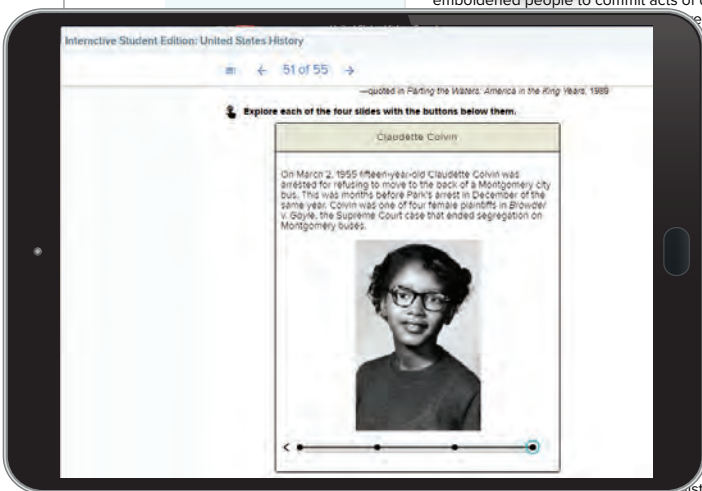 emboldened people to commit acts of
Interactive Student Edition: United States History
51 of 55
—quoted in Parting the Waters: America in the King Years, 1989
Explore each of the four slides with the buttons below them.
Claudette Colvin
On March 2, 1955 fifteen-year-old Claudette Colvin was
arrested for refusing to move to the back of a Montgomery city
bus. This was months before Park's arrest in December of the
same year. Colvin was one of four female plaintiffs in Browder
v. Gayle, the Supreme Court case that ended segregation on
Montgomery buses.